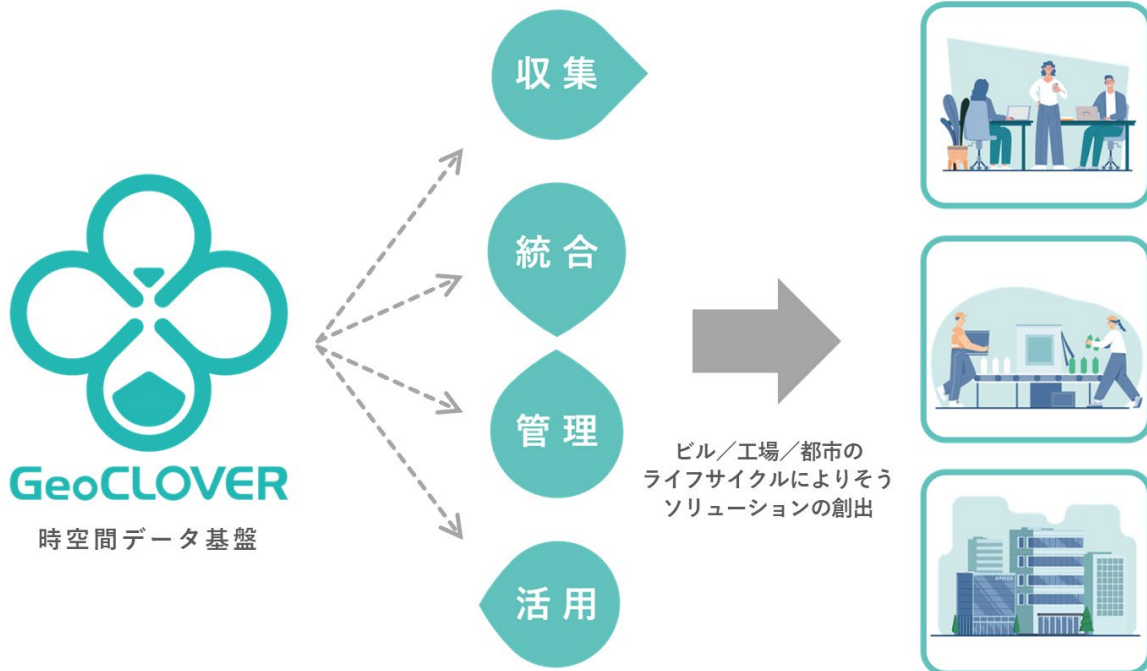 GeoCLOVER
時空間データ基盤
収集
統合
管理
活用
ビル／工場／都市の
ライフサイクルによりそう
ソリューションの創出